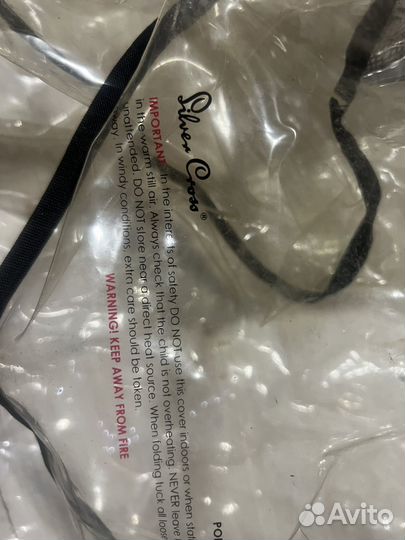 Silver Cross®
IMPORTANT: In the interests of safety DO NOT use this cover indoors or when
in the warm still air. Always check that the child is not overheating. NEVER leave
unattended. DO NOT store near a direct heat source. When folding tuck all
away. In windy conditions, extra care should be taken.
WARNING! KEEP AWAY FROM FIRE
Avito